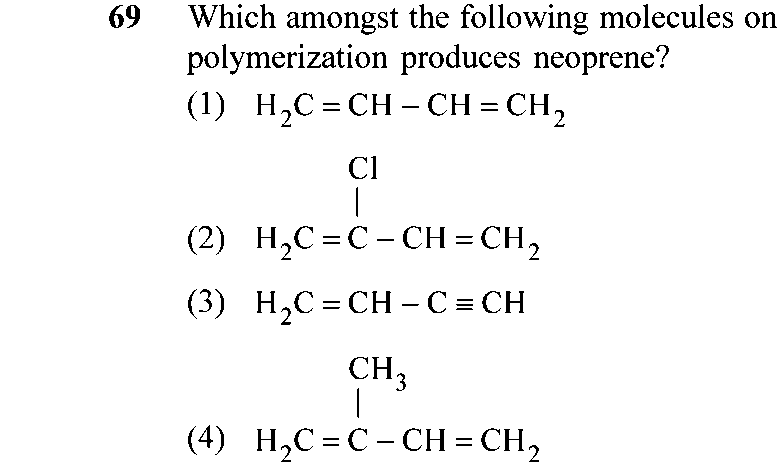 69 Which amongst the following molecules on
polymerization produces neoprene?
(1) H₂C = CH – CH = CH₂
Cl
|
(2) H₂C = C – CH = CH₂
(3) H₂C = CH – C ≡ CH
CH₃
|
(4) H₂C = C – CH = CH₂